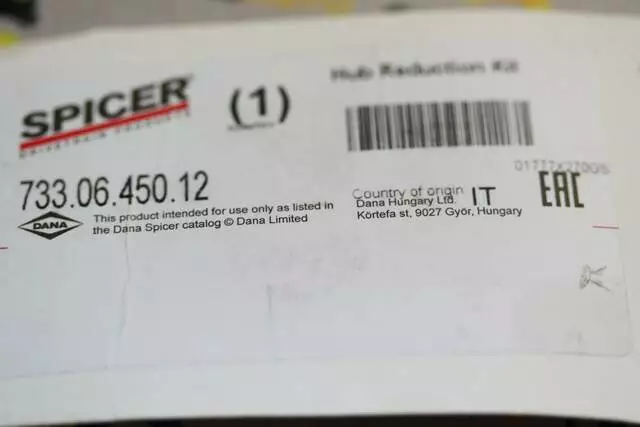 Hub Reduction Kit
SPICER
(1)
733.06.450.12
Country of origin IT
EAC
DANA
This product intended for use only as listed in
the Dana Spicer catalog © Dana Limited
Dana Hungary Ltd.
Körtefa st, 9027 Györ, Hungary